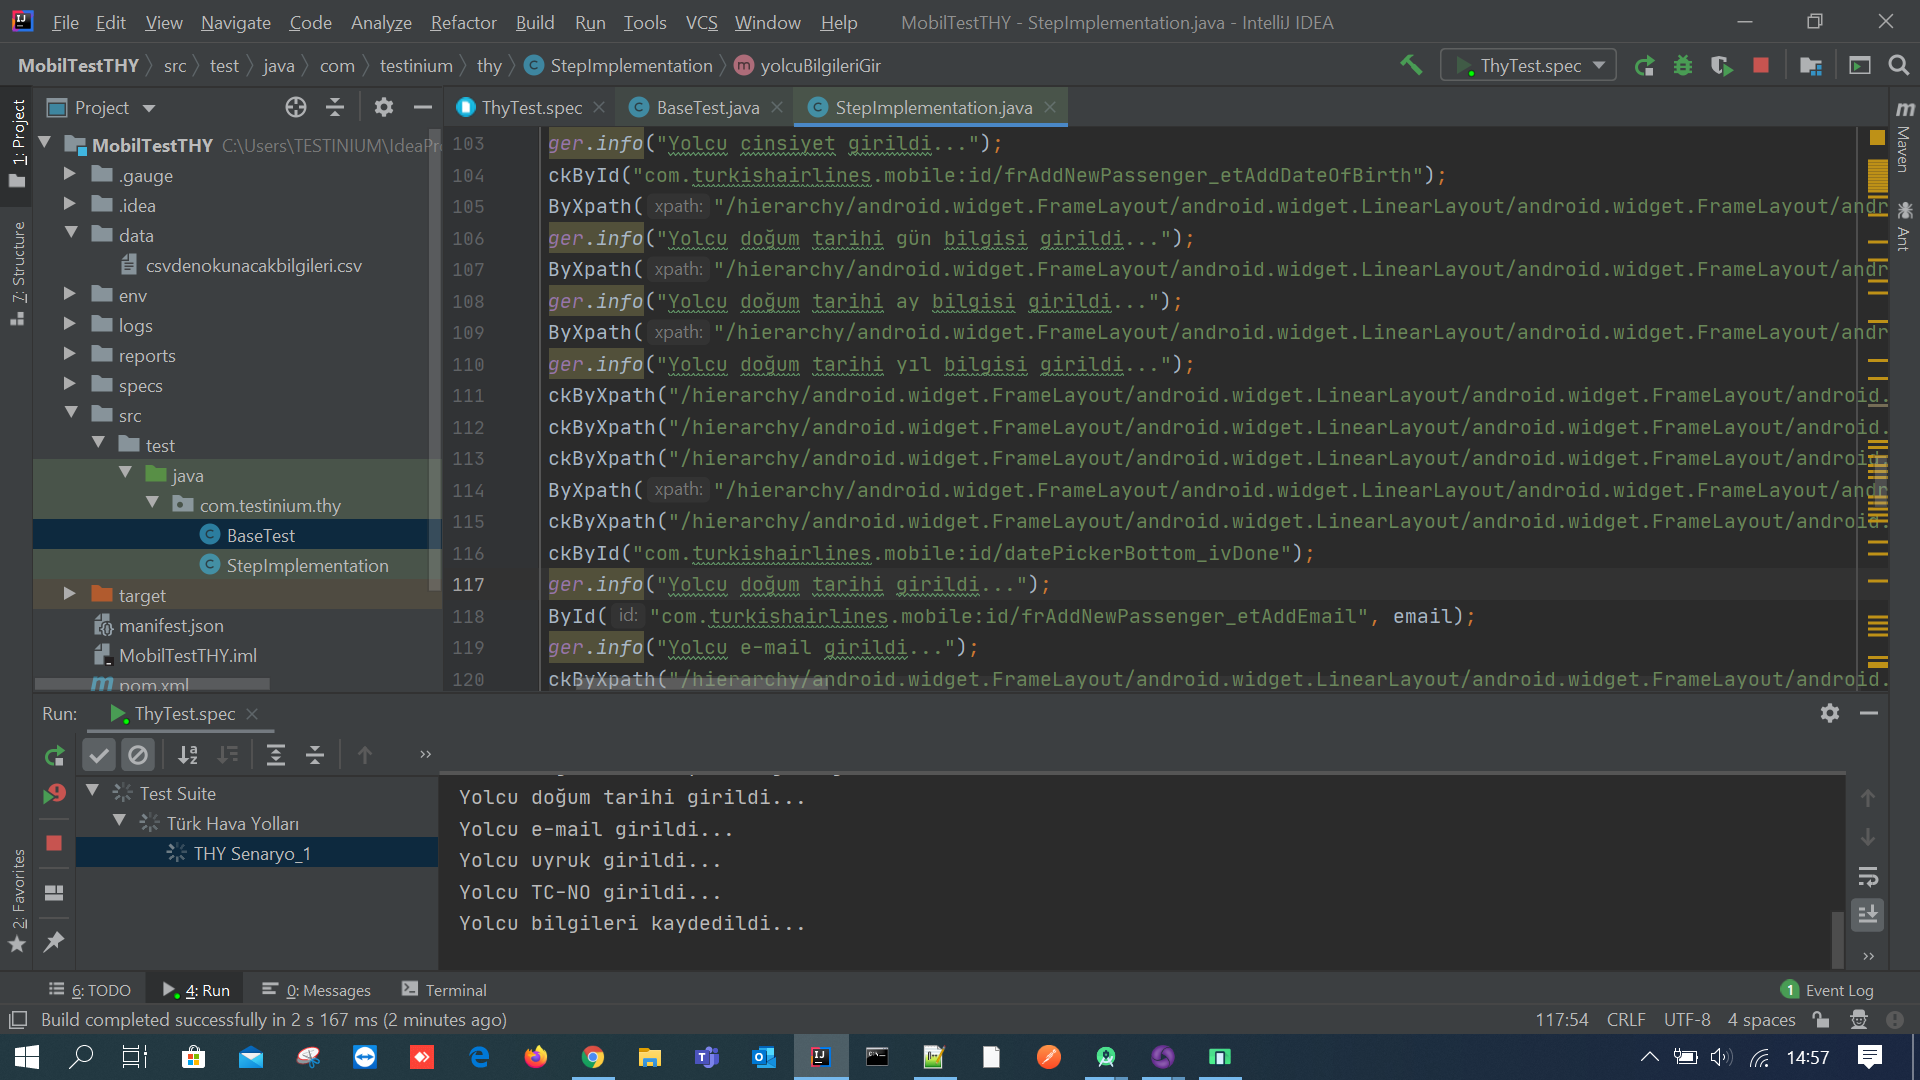 File Edit View Navigate Code Analyze Refactor Build Run Tools VCS Window Help MobilTestTHY - StepImplementation.java - IntelliJ IDEA
MobilTestTHY src test java com testinium thy StepImplementation yolcuBilgileriGir ThyTest.spec
Project
ThyTest.spec BaseTest.java StepImplementation.java
1: Project
7: Structure
2: Favorites
Maven
Ant
MobilTestTHY C:\Users\TESTINIUM\IdeaPr
.gauge
.idea
data
csvdenokunacakbilgileri.csv
env
logs
reports
specs
src
test
java
com.testinium.thy
BaseTest
StepImplementation
target
manifest.json
MobilTestTHY.iml
pom.xml
103 ger.info("Yolcu cinsiyet girildi...");
104 ckById("com.turkishairlines.mobile:id/frAddNewPassenger_etAddDateOfBirth");
105 ByXpath( xpath: "/hierarchy/android.widget.FrameLayout/android.widget.LinearLayout/android.widget.FrameLayout/andr
106 ger.info("Yolcu doğum tarihi gün bilgisi girildi...");
107 ByXpath( xpath: "/hierarchy/android.widget.FrameLayout/android.widget.LinearLayout/android.widget.FrameLayout/andr
108 ger.info("Yolcu doğum tarihi ay bilgisi girildi...");
109 ByXpath( xpath: "/hierarchy/android.widget.FrameLayout/android.widget.LinearLayout/android.widget.FrameLayout/andr
110 ger.info("Yolcu doğum tarihi yıl bilgisi girildi...");
111 ckByXpath("/hierarchy/android.widget.FrameLayout/android.widget.LinearLayout/android.widget.FrameLayout/android.
112 ckByXpath("/hierarchy/android.widget.FrameLayout/android.widget.LinearLayout/android.widget.FrameLayout/android.
113 ckByXpath("/hierarchy/android.widget.FrameLayout/android.widget.LinearLayout/android.widget.FrameLayout/android.
114 ByXpath( xpath: "/hierarchy/android.widget.FrameLayout/android.widget.LinearLayout/android.widget.FrameLayout/andr
115 ckByXpath("/hierarchy/android.widget.FrameLayout/android.widget.LinearLayout/android.widget.FrameLayout/android.
116 ckById("com.turkishairlines.mobile:id/datePickerBottom_ivDone");
117 ger.info("Yolcu doğum tarihi girildi...");
118 ById( id: "com.turkishairlines.mobile:id/frAddNewPassenger_etAddEmail", email);
119 ger.info("Yolcu e-mail girildi...");
120 ckByXpath("/hierarchy/android.widget.FrameLayout/android.widget.LinearLayout/android.widget.FrameLayout/android.
Run: ThyTest.spec
Test Suite
Türk Hava Yolları
THY Senaryo_1
Yolcu doğum tarihi girildi...
Yolcu e-mail girildi...
Yolcu uyruk girildi...
Yolcu TC-NO girildi...
Yolcu bilgileri kaydedildi...
6: TODO 4: Run 0: Messages Terminal 1 Event Log
Build completed successfully in 2 s 167 ms (2 minutes ago) 117:54 CRLF UTF-8 4 spaces
14:57